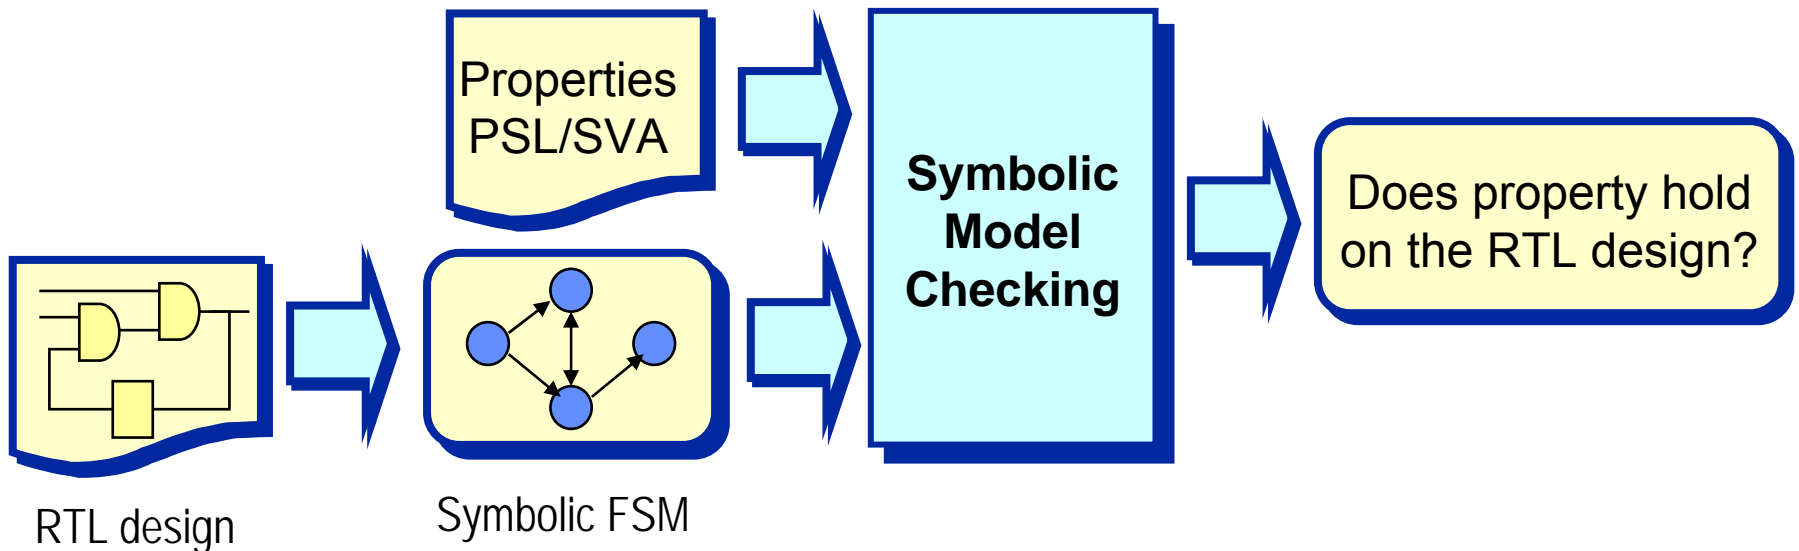 Properties
PSL/SVA
Symbolic
Model
Checking
Does property hold
on the RTL design?
RTL design
Symbolic FSM